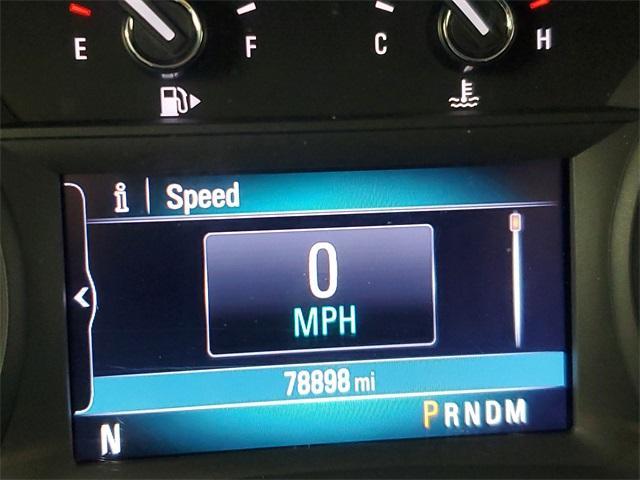 E F C H
Speed
0
MPH
78898 mi
N PRNDM